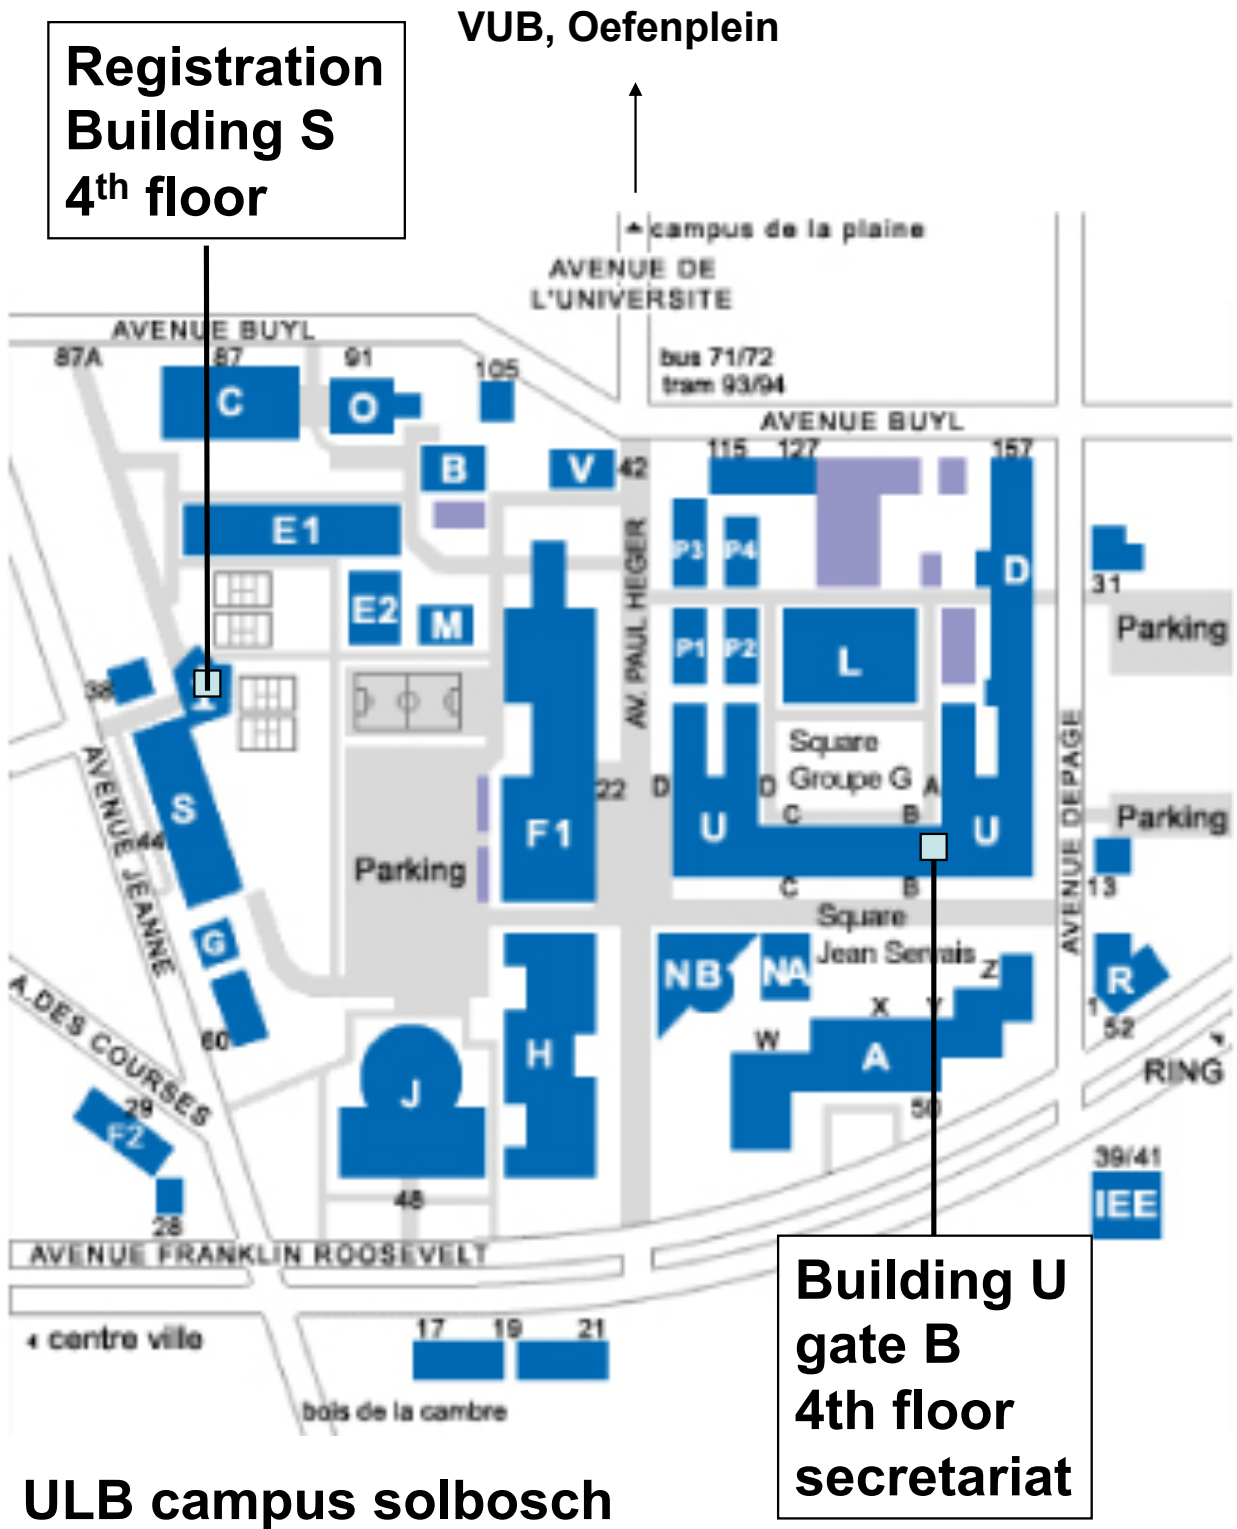 VUB, Oefenplein
Registration
Building S
4th floor
campus de la plaine
AVENUE DE
L'UNIVERSITE
AVENUE BUYL
87A
87
91
105
bus 71/72
tram 93/94
AVENUE BUYL
C
O
B
V
42
115
127
157
E1
P3
P4
D
31
AV. PAUL HEGER
E2
M
P1
P2
L
Parking
38
Square
Groupe G
D
D
A
C
B
22
AVENUE JEANNE
S
44
F1
U
U
AVENUE DEPAGE
Parking
Parking
C
B
13
Square
Jean Servais
G
NB
NA
Z
R
A.DES COURSES
60
X
Y
1
52
W
H
A
RING
J
50
29
F2
39/41
IEE
48
28
AVENUE FRANKLIN ROOSEVELT
centre ville
17
19
21
bois de la cambre
Building U
gate B
4th floor
secretariat
ULB campus solbosch